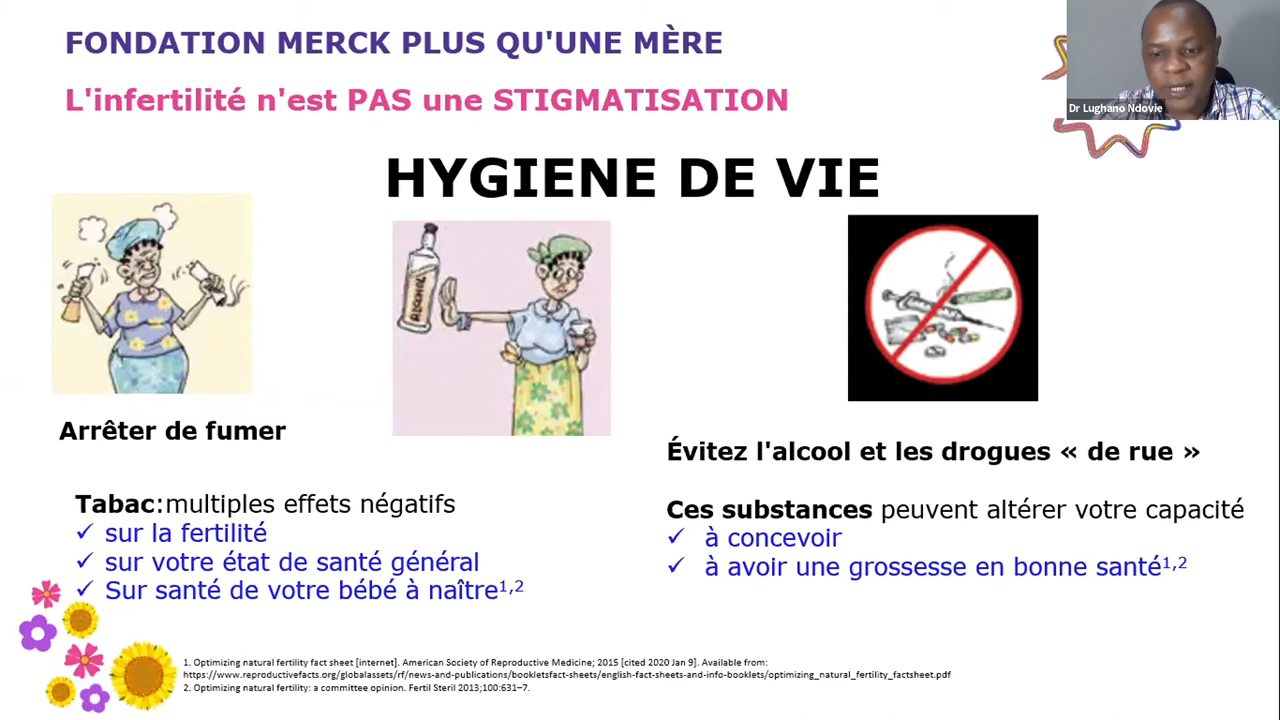 FONDATION MERCK PLUS QU'UNE MÈRE
L'infertilité n'est PAS une STIGMATISATION
Dr Lughano Ndovie
HYGIENE DE VIE
ALCOHOL
Arrêter de fumer
Tabac: multiples effets négatifs
✓ sur la fertilité
✓ sur votre état de santé général
✓ Sur santé de votre bébé à naître1,2
Évitez l'alcool et les drogues « de rue »
Ces substances peuvent altérer votre capacité
✓ à concevoir
✓ à avoir une grossesse en bonne santé1,2
1. Optimizing natural fertility fact sheet [internet]. American Society of Reproductive Medicine; 2015 [cited 2020 Jan 9]. Available from:
https://www.reproductivefacts.org/globalassets/rf/news-and-publications/bookletsfact-sheets/english-fact-sheets-and-info-booklets/optimizing_natural_fertility_factsheet.pdf
2. Optimizing natural fertility: a committee opinion. Fertil Steril 2013;100:631–7.